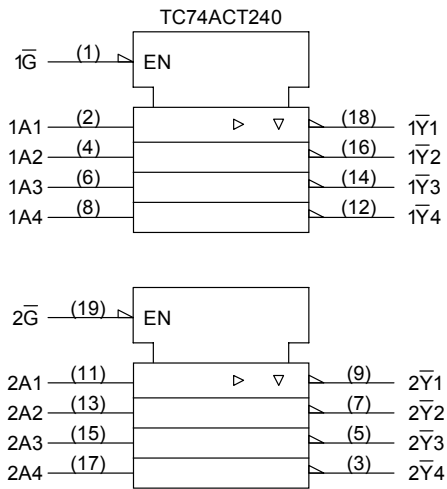 TC74ACT240
1G̅ (1) EN
1A1 (2) (18) 1Y̅1
1A2 (4) (16) 1Y̅2
1A3 (6) (14) 1Y̅3
1A4 (8) (12) 1Y̅4
2G̅ (19) EN
2A1 (11) (9) 2Y̅1
2A2 (13) (7) 2Y̅2
2A3 (15) (5) 2Y̅3
2A4 (17) (3) 2Y̅4